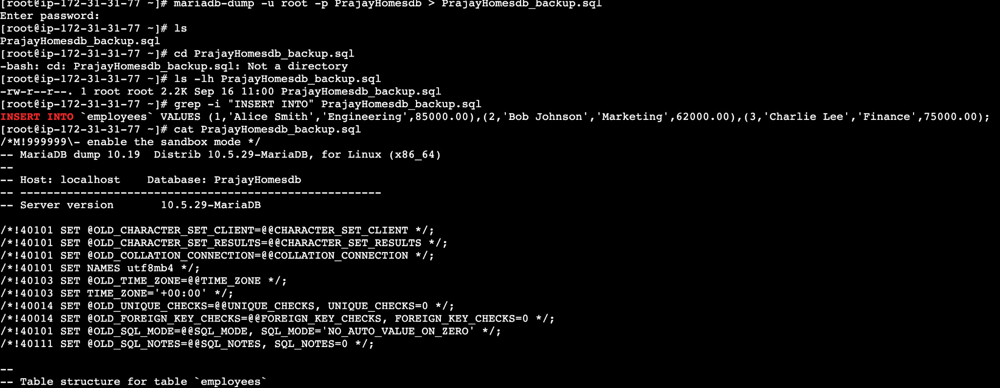 [root@ip-172-31-31-77 ~]# mariadb-dump -u root -p PrajayHomesdb > PrajayHomesdb_backup.sql
Enter password:
[root@ip-172-31-31-77 ~]# ls
PrajayHomesdb_backup.sql
[root@ip-172-31-31-77 ~]# cd PrajayHomesdb_backup.sql
-bash: cd: PrajayHomesdb_backup.sql: Not a directory
[root@ip-172-31-31-77 ~]# ls -lh PrajayHomesdb_backup.sql
-rw-r--r--. 1 root root 2.2K Sep 16 11:00 PrajayHomesdb_backup.sql
[root@ip-172-31-31-77 ~]# grep -i "INSERT INTO" PrajayHomesdb_backup.sql
INSERT INTO `employees` VALUES (1,'Alice Smith','Engineering',85000.00),(2,'Bob Johnson','Marketing',62000.00),(3,'Charlie Lee','Finance',75000.00);
[root@ip-172-31-31-77 ~]# cat PrajayHomesdb_backup.sql
/*M!999999\- enable the sandbox mode */
-- MariaDB dump 10.19  Distrib 10.5.29-MariaDB, for Linux (x86_64)
--
-- Host: localhost    Database: PrajayHomesdb
-- ------------------------------------------------------
-- Server version       10.5.29-MariaDB
/*!40101 SET @OLD_CHARACTER_SET_CLIENT=@@CHARACTER_SET_CLIENT */;
/*!40101 SET @OLD_CHARACTER_SET_RESULTS=@@CHARACTER_SET_RESULTS */;
/*!40101 SET @OLD_COLLATION_CONNECTION=@@COLLATION_CONNECTION */;
/*!40101 SET NAMES utf8mb4 */;
/*!40103 SET @OLD_TIME_ZONE=@@TIME_ZONE */;
/*!40103 SET TIME_ZONE='+00:00' */;
/*!40014 SET @OLD_UNIQUE_CHECKS=@@UNIQUE_CHECKS, UNIQUE_CHECKS=0 */;
/*!40014 SET @OLD_FOREIGN_KEY_CHECKS=@@FOREIGN_KEY_CHECKS, FOREIGN_KEY_CHECKS=0 */;
/*!40101 SET @OLD_SQL_MODE=@@SQL_MODE, SQL_MODE='NO_AUTO_VALUE_ON_ZERO' */;
/*!40111 SET @OLD_SQL_NOTES=@@SQL_NOTES, SQL_NOTES=0 */;
--
-- Table structure for table `employees`